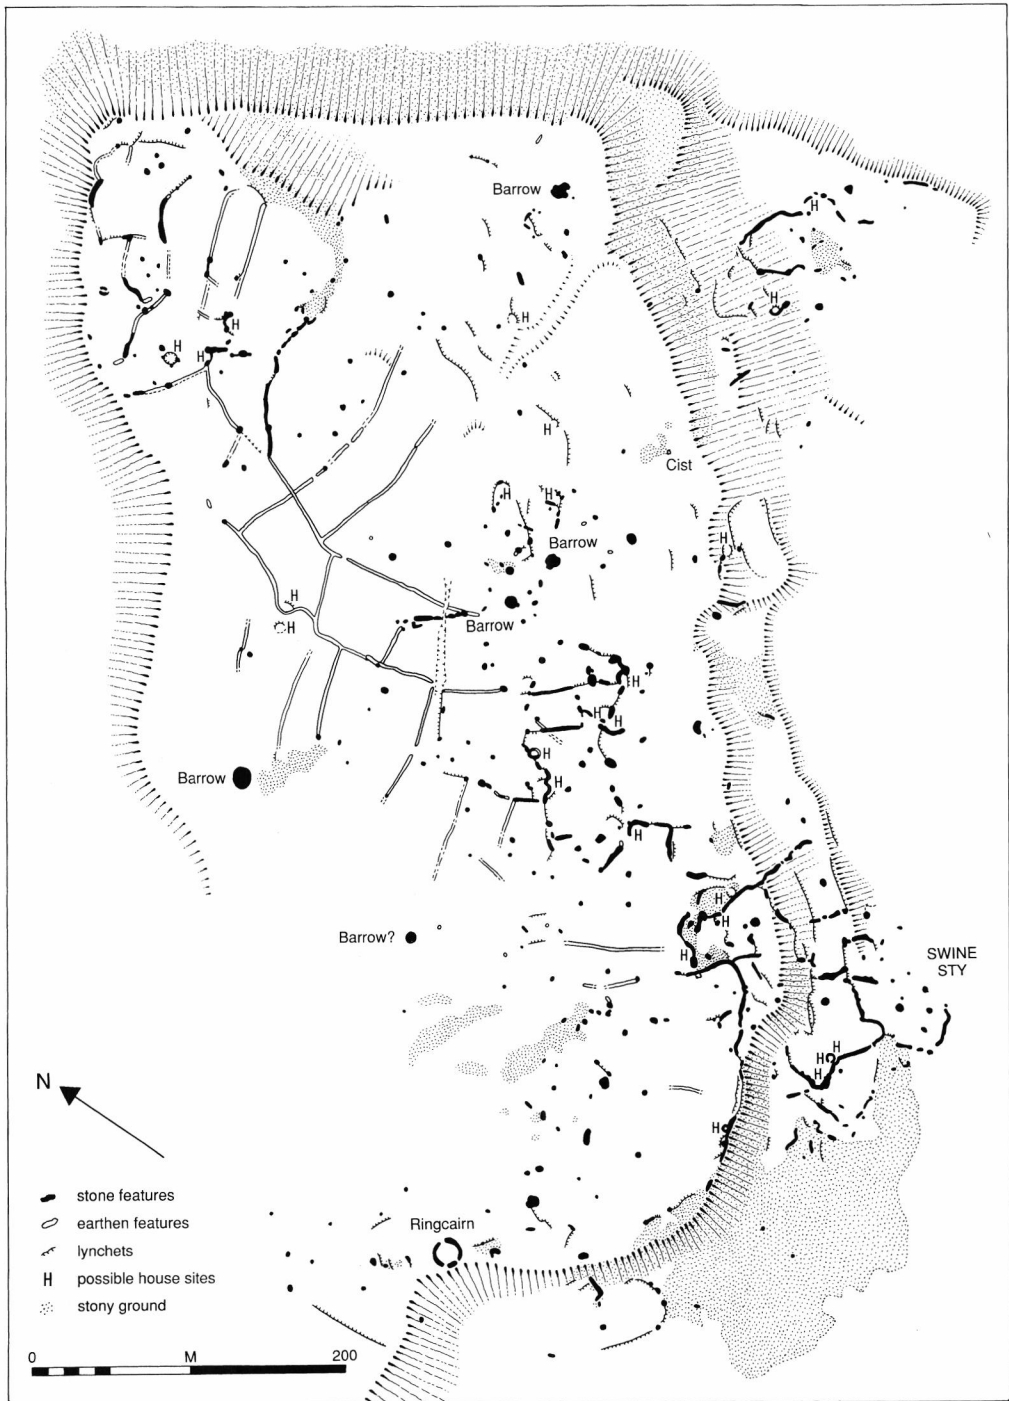 Barrow
H
H
H
H
H
H
H
Cist
H
H
Barrow
H
H
H
Barrow
H
H
H
H
Barrow
H
H
H
H
Barrow?
H
SWINE
STY
H
H
H
H
N
stone features
earthen features
lynchets
H possible house sites
stony ground
Ringcairn
0 M 200